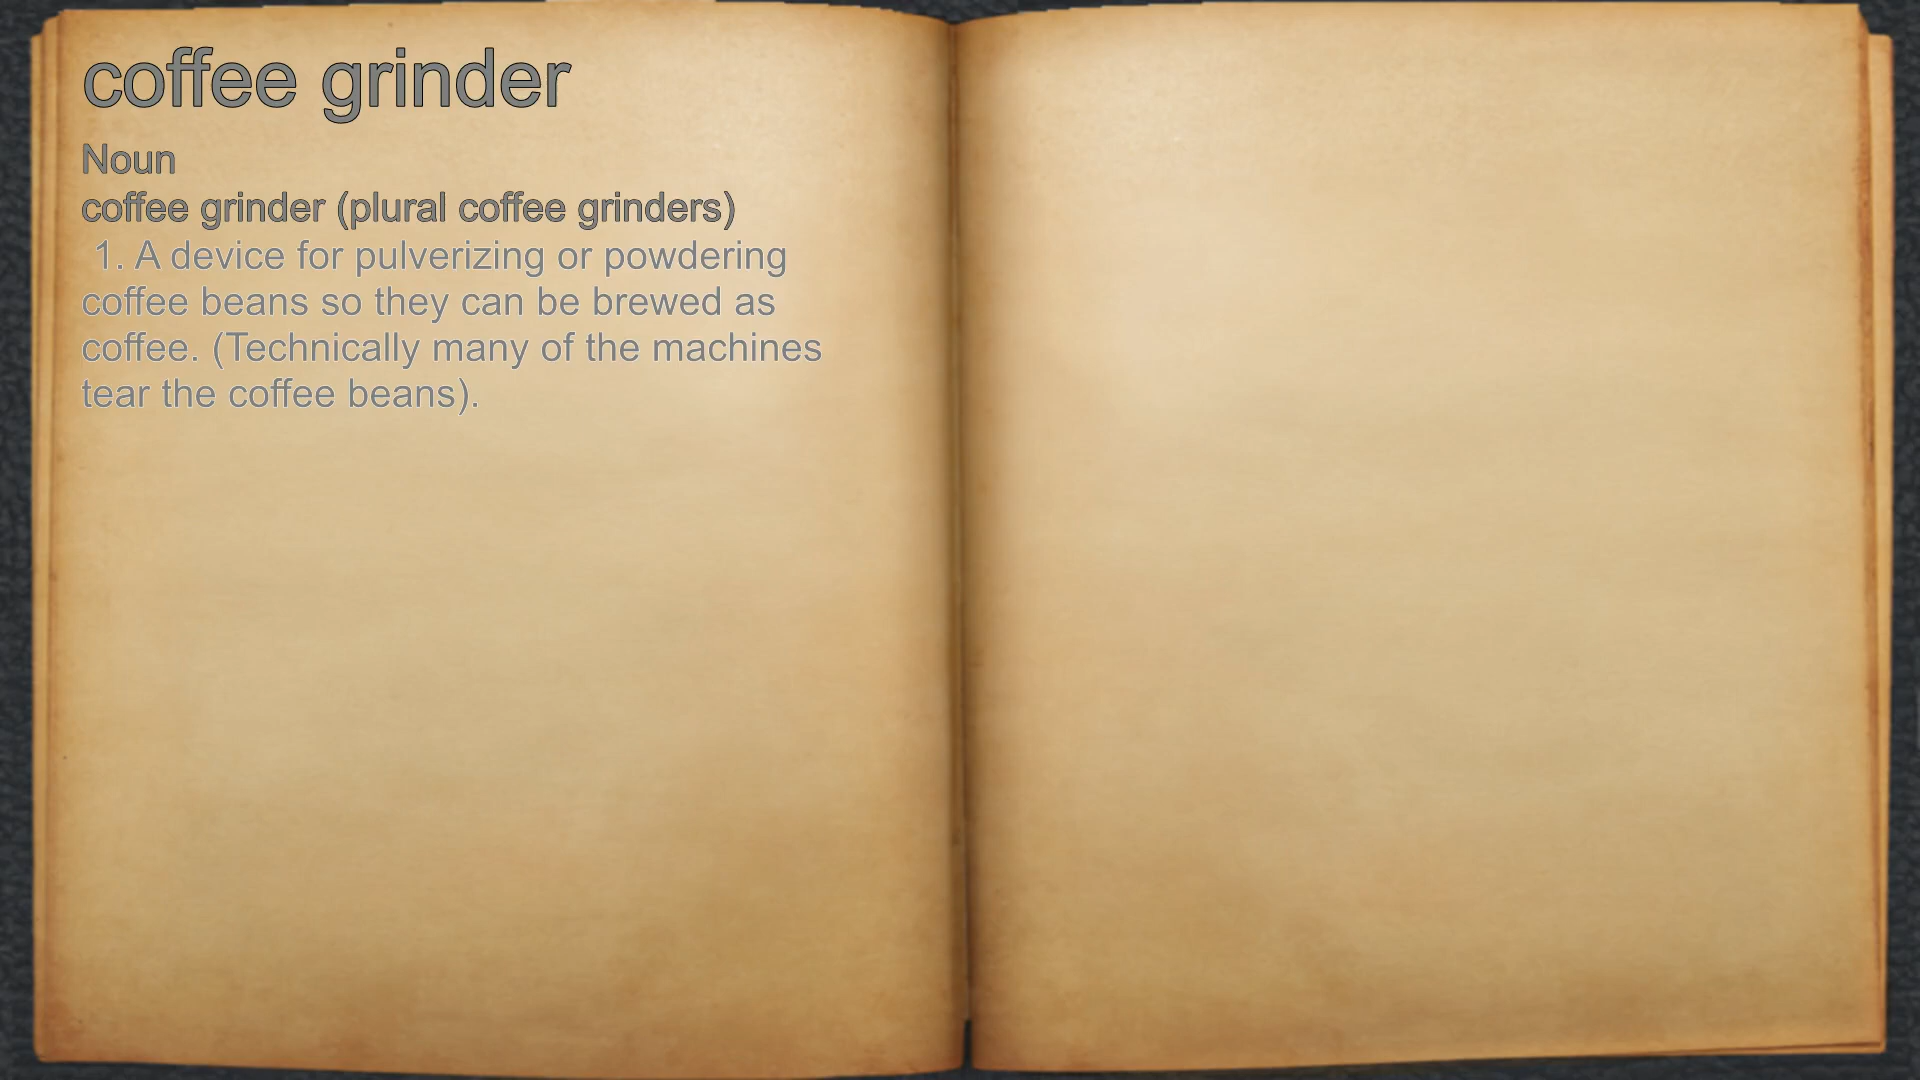 coffee grinder
Noun
coffee grinder (plural coffee grinders)
1. A device for pulverizing or powdering
coffee beans so they can be brewed as
coffee. (Technically many of the machines
tear the coffee beans).